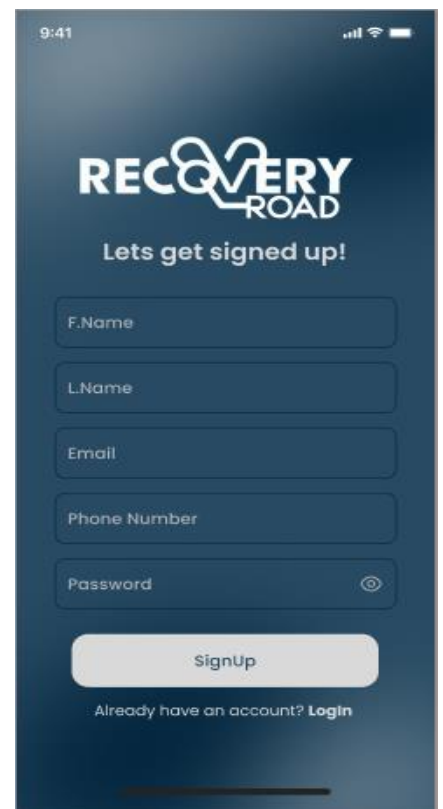 9:41
RECOVERY
ROAD
Lets get signed up!
F.Name
L.Name
Email
Phone Number
Password
SignUp
Already have an account? LogIn